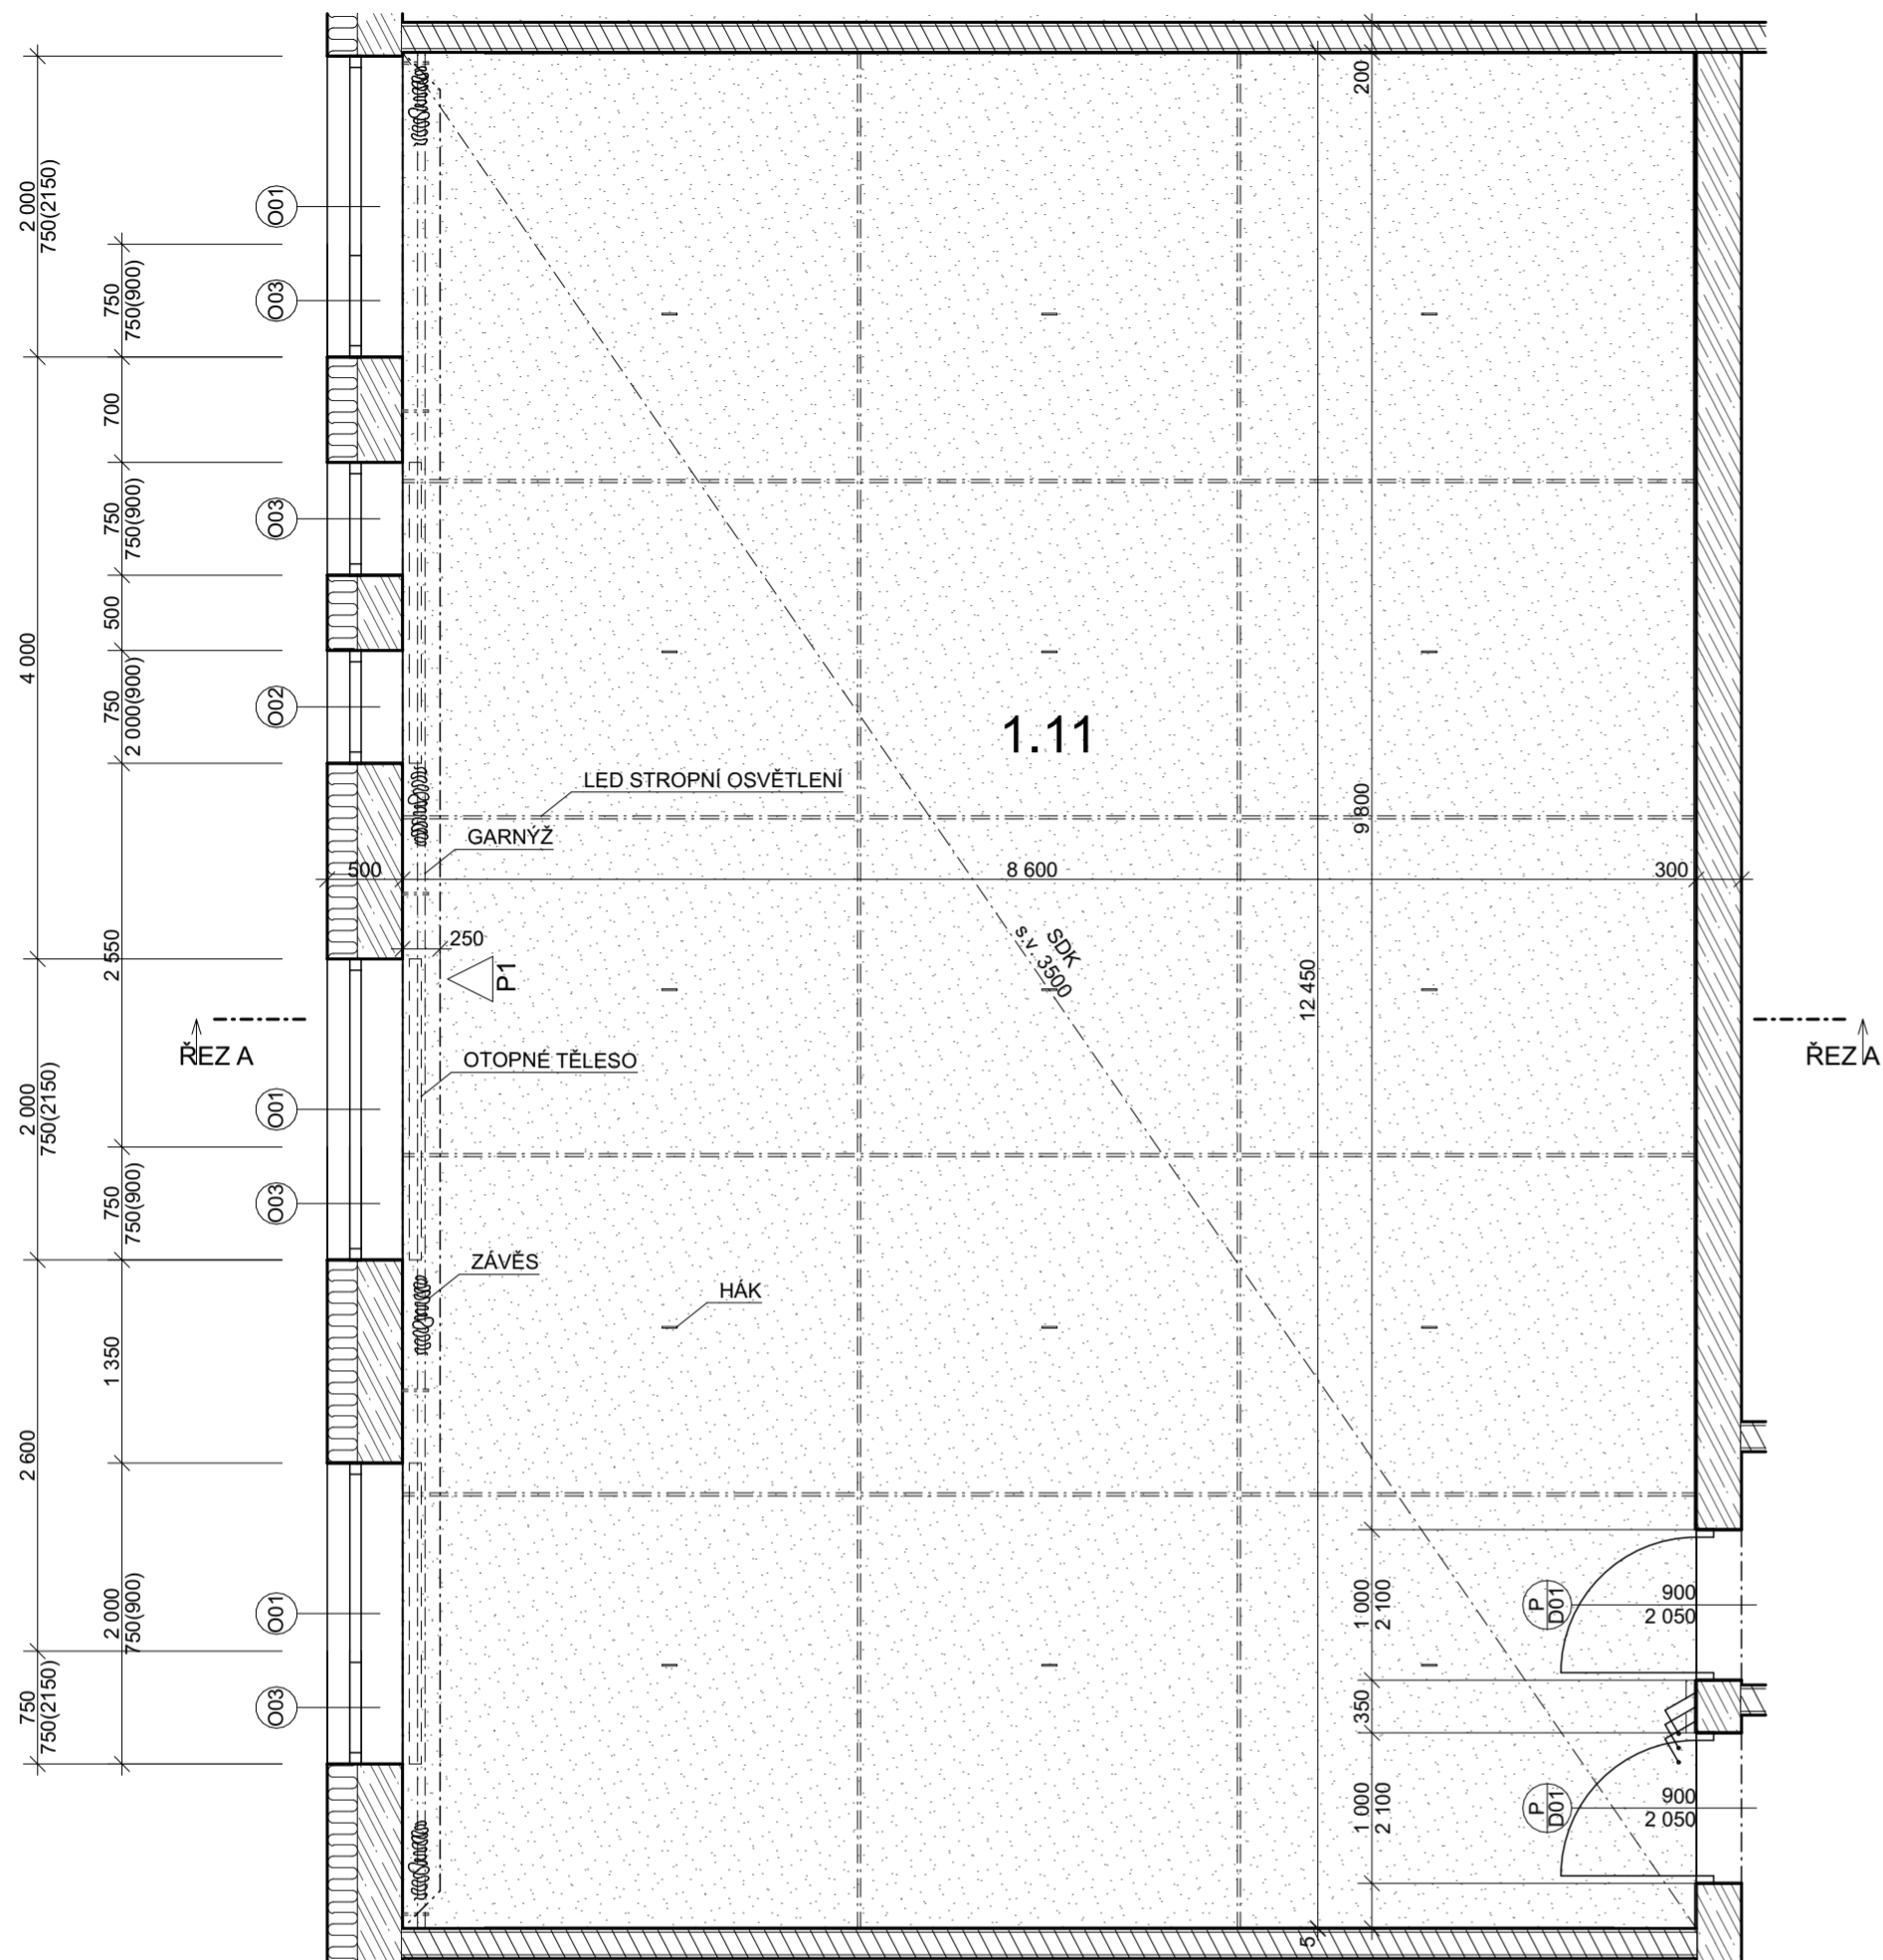 200
2 000
750(2150)
O01
750
750(900)
O03
700
750
750(900)
O03
500
4 000
750
2 000(900)
O02
1.11
LED STROPNÍ OSVĚTLENÍ
GARNÝŽ
9 800
500
8 600
300
2 550
250
P1
SDK
s.v. 3500
12 450
ŘEZ A
ŘEZ A
OTOPNÉ TĚLESO
2 000
750(2150)
O01
750
750(900)
O03
ZÁVĚS
HÁK
1 350
2 600
2 000
750(900)
O01
1 000
2 100
P
D01
900
2 050
750
750(2150)
O03
350
1 000
2 100
P
D01
900
2 050
5